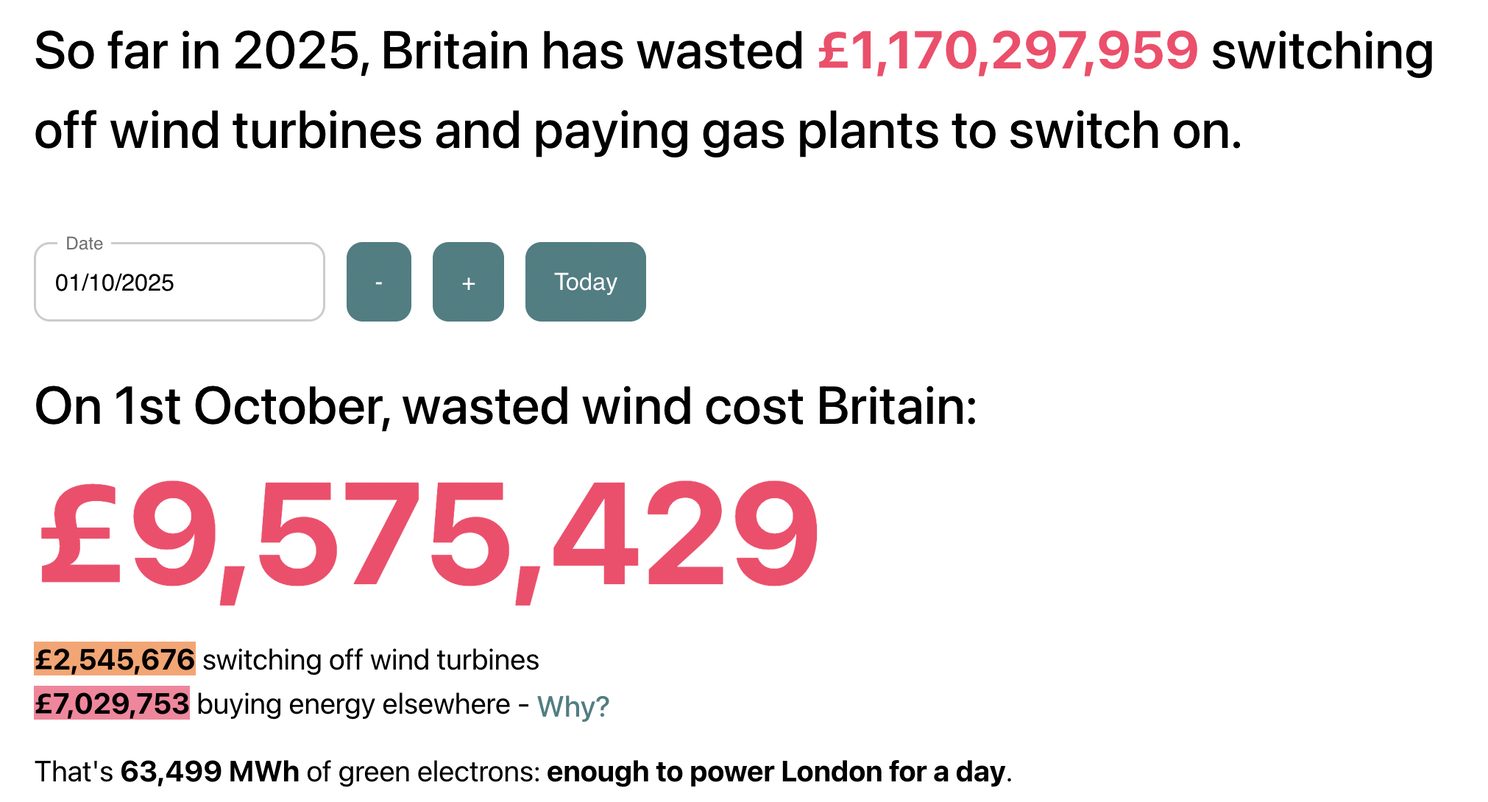 So far in 2025, Britain has wasted £1,170,297,959 switching
off wind turbines and paying gas plants to switch on.
Date
01/10/2025
- + Today
On 1st October, wasted wind cost Britain:
£9,575,429
£2,545,676 switching off wind turbines
£7,029,753 buying energy elsewhere - Why?
That's 63,499 MWh of green electrons: enough to power London for a day.